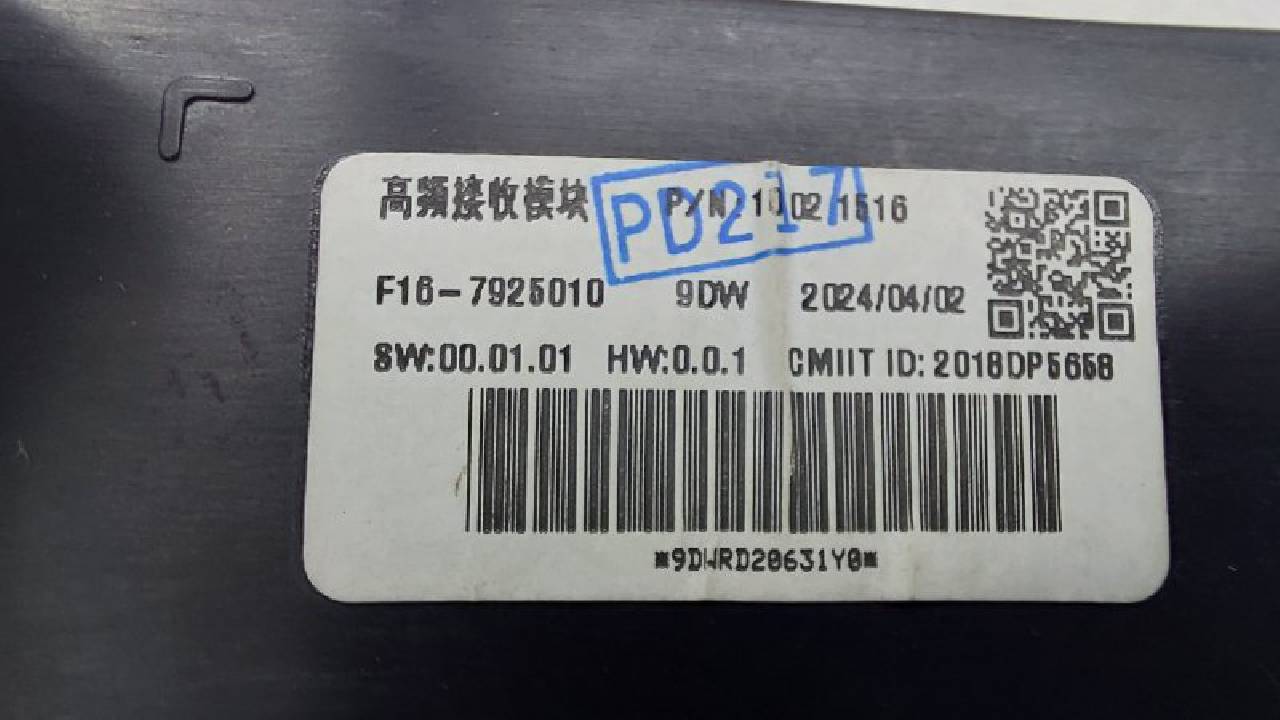 高频接收模块 P/N 10021516
PD217
F16-7925010 9DW 2024/04/02
SW:00.01.01 HW:0.0.1 CMIIT ID: 2018DP5658
*9DWRD20631Y0*